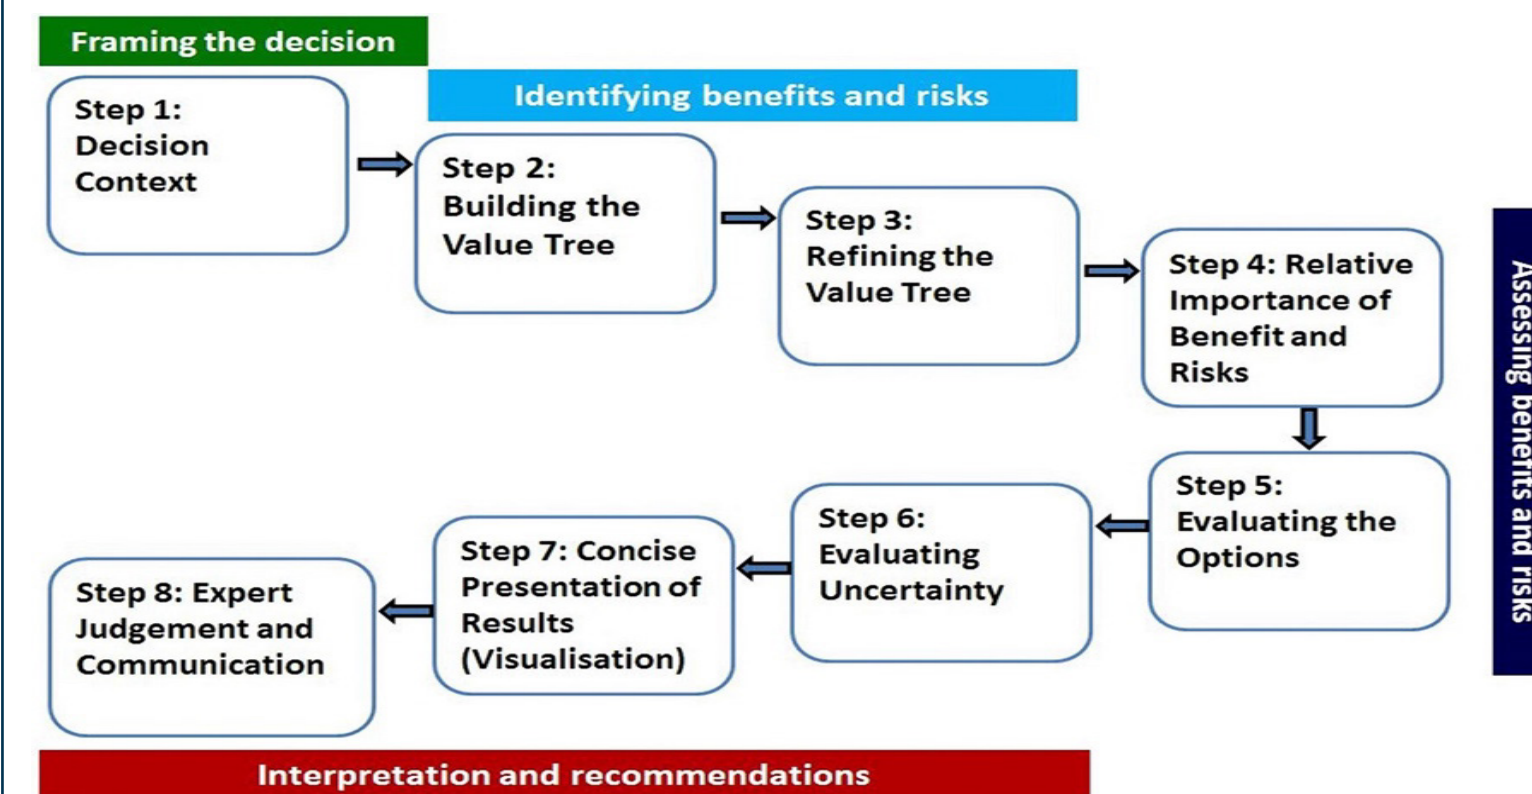 Framing the decision
Identifying benefits and risks
Step 1:
Decision
Context
Step 2:
Building the
Value Tree
Step 3:
Refining the
Value Tree
Step 4: Relative
Importance of
Benefit and
Risks
Assessing benefits and risks
Step 5:
Evaluating the
Options
Step 6:
Evaluating
Uncertainty
Step 7: Concise
Presentation of
Results
(Visualisation)
Step 8: Expert
Judgement and
Communication
Interpretation and recommendations